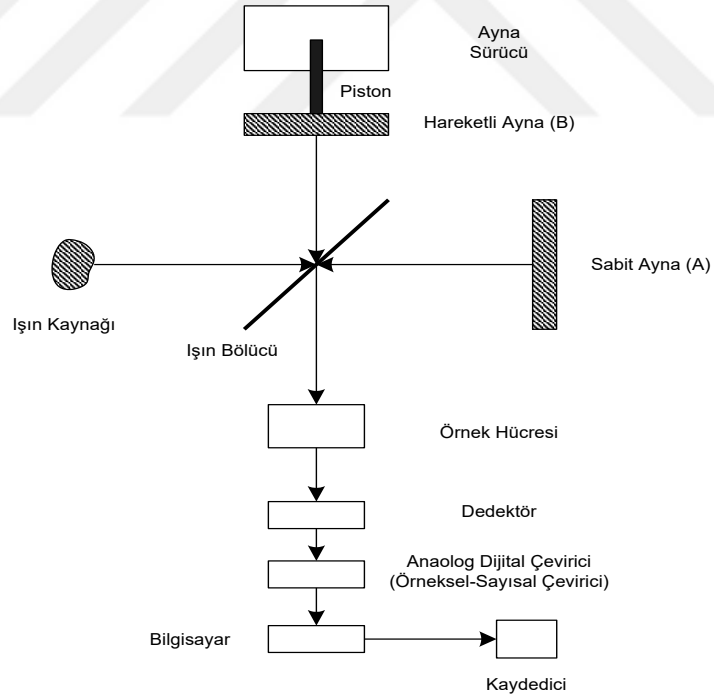 Ayna
Sürücü
Piston
Hareketli Ayna (B)
Sabit Ayna (A)
Işın Kaynağı
Işın Bölücü
Örnek Hücresi
Dedektör
Anaolog Dijital Çevirici
(Örneksel-Sayısal Çevirici)
Bilgisayar
Kaydedici